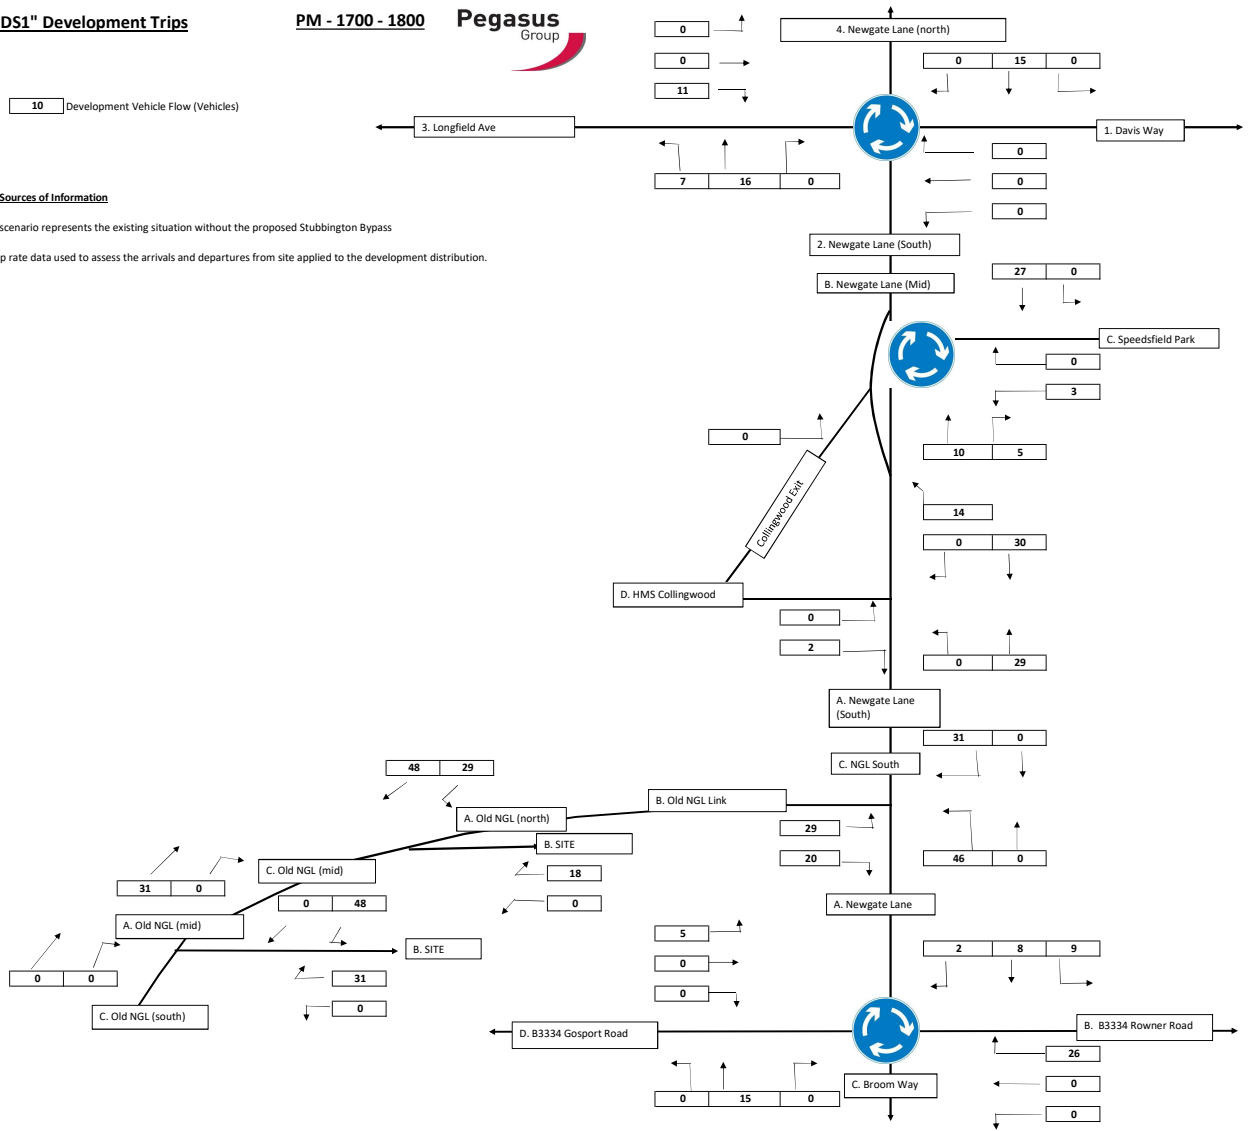 DS1" Development Trips
PM - 1700 - 1800
Pegasus
Group
10 Development Vehicle Flow (Vehicles)
Sources of Information
scenario represents the existing situation without the proposed Stubbington Bypass
p rate data used to assess the arrivals and departures from site applied to the development distribution.
0
0
11
4. Newgate Lane (north)
0 15 0
3. Longfield Ave
1. Davis Way
7 16 0
0
0
0
2. Newgate Lane (South)
B. Newgate Lane (Mid)
27 0
C. Speedsfield Park
0
3
0
10 5
Collingwood Exit
14
0 30
D. HMS Collingwood
0
2
0 29
A. Newgate Lane
(South)
31 0
C. NGL South
48 29
B. Old NGL Link
A. Old NGL (north)
29
20
46 0
B. SITE
C. Old NGL (mid)
18
0
31 0
0 48
A. Old NGL (mid)
A. Newgate Lane
B. SITE
5
0
0
2 8 9
0 0
31
0
C. Old NGL (south)
D. B3334 Gosport Road
B. B3334 Rowner Road
26
0
0
C. Broom Way
0 15 0